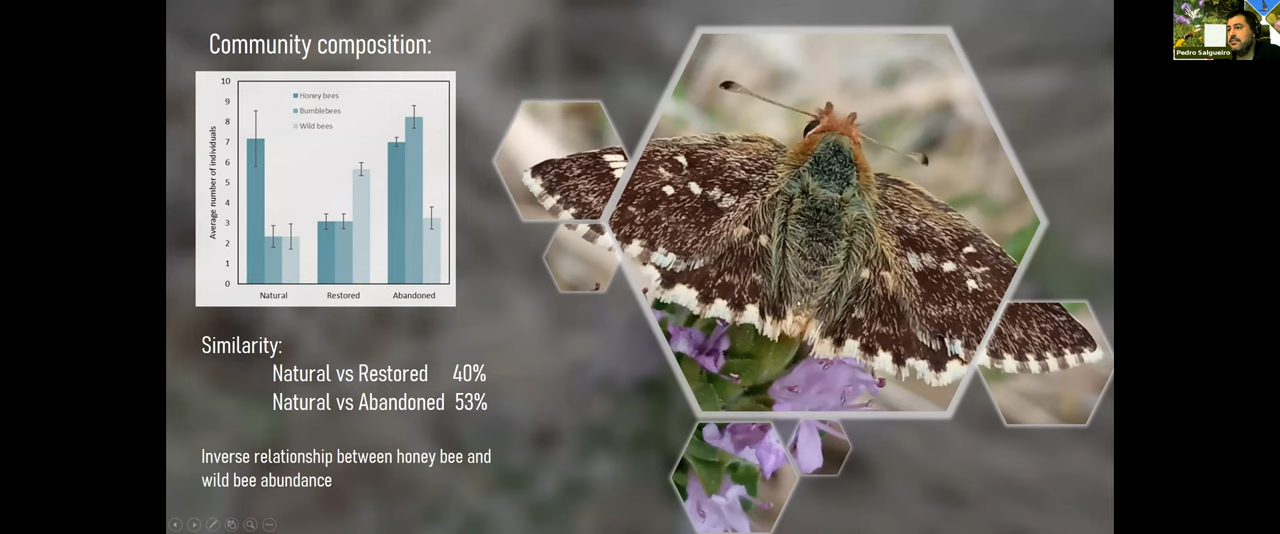 Community composition:
10
9
8
7
6
5
4
3
2
1
0
Average number of individuals
Honey bees
Bumblebees
Wild bees
Natural Restored Abandoned
Similarity:
Natural vs Restored 40%
Natural vs Abandoned 53%
Inverse relationship between honey bee and
wild bee abundance
Pedro Salgueiro